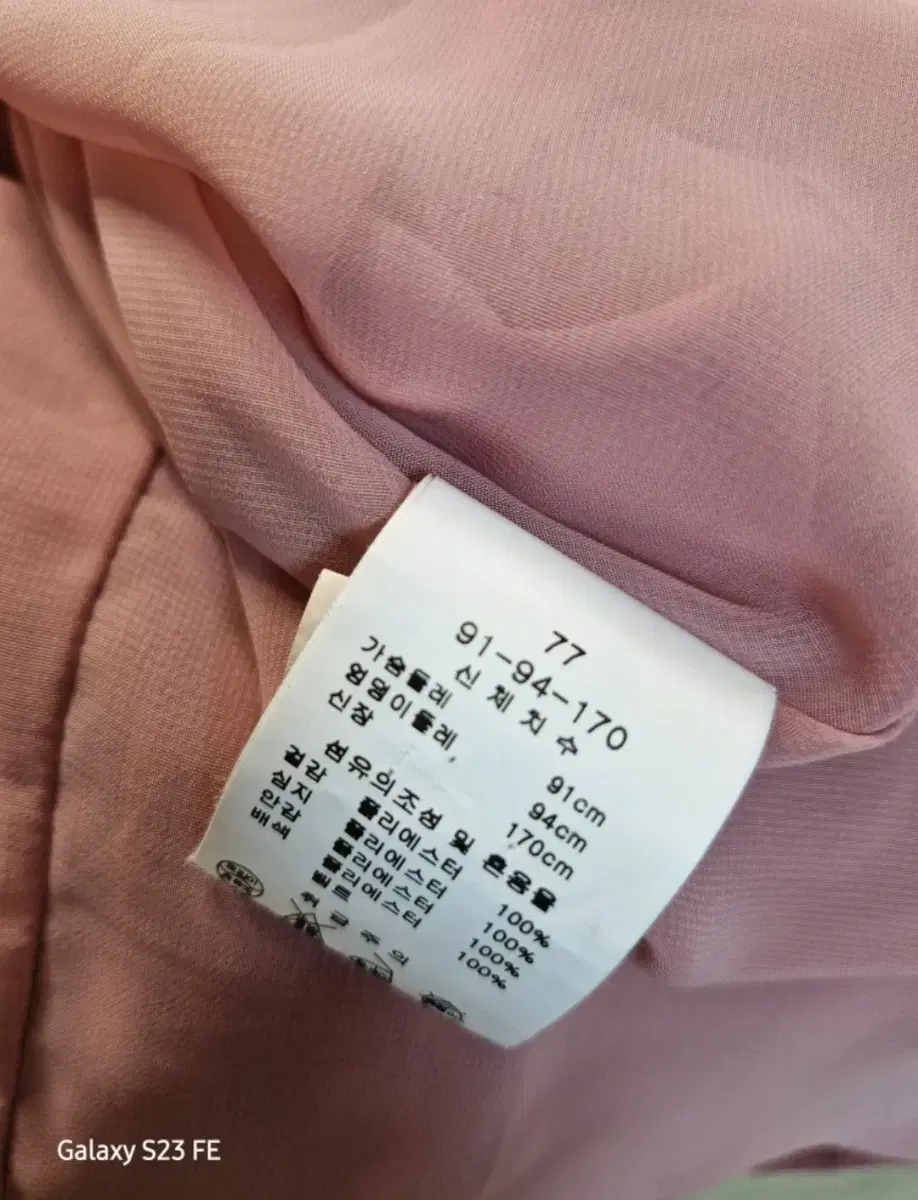 77
91-94-170
신 체 치 수
가슴둘레 91cm
엉덩이둘레, 94cm
신장 170cm
섬유의조성 및 혼용율
겉감 폴리에스터 100%
심지 폴리에스터 100%
안감 폴리에스터 100%
배색 폴리에스터 100%
Galaxy S23 FE